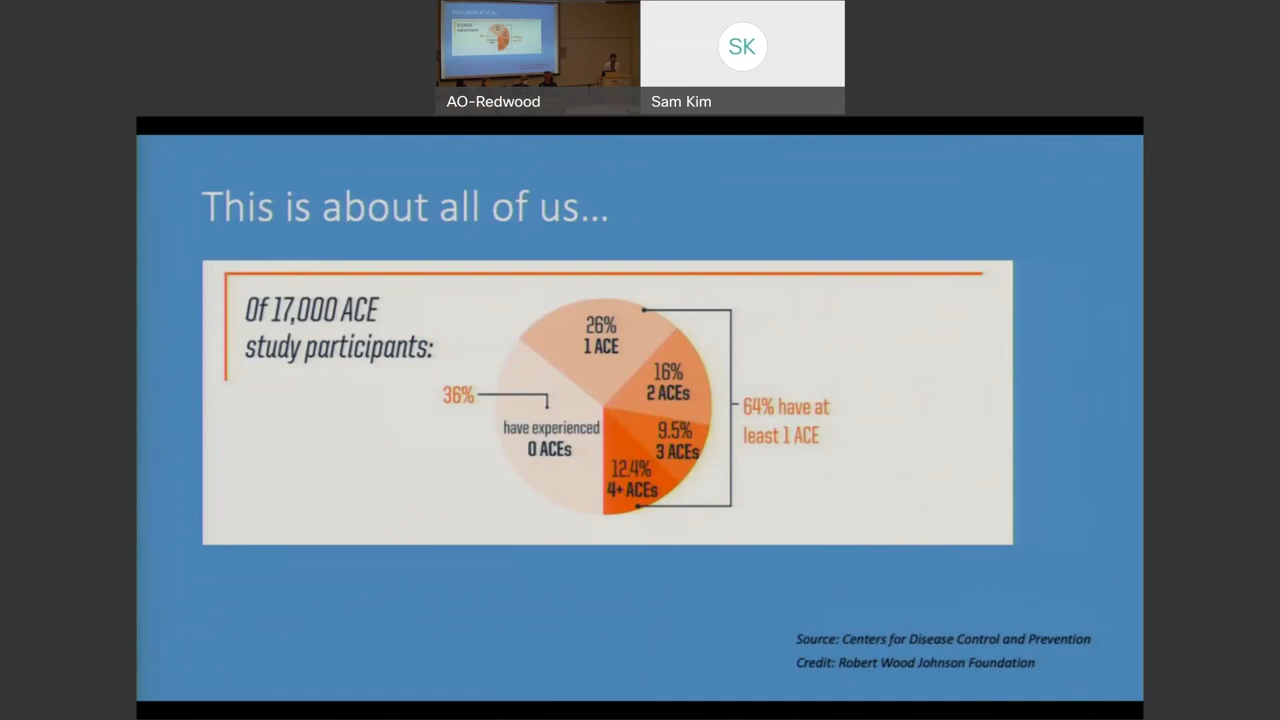 SK
AO-Redwood
Sam Kim
This is about all of us...
Of 17,000 ACE
study participants:
26%
1 ACE
16%
2 ACEs
36%
have experienced
0 ACEs
9.5%
3 ACEs
12.4%
4+ ACEs
64% have at
least 1 ACE
Source: Centers for Disease Control and Prevention
Credit: Robert Wood Johnson Foundation